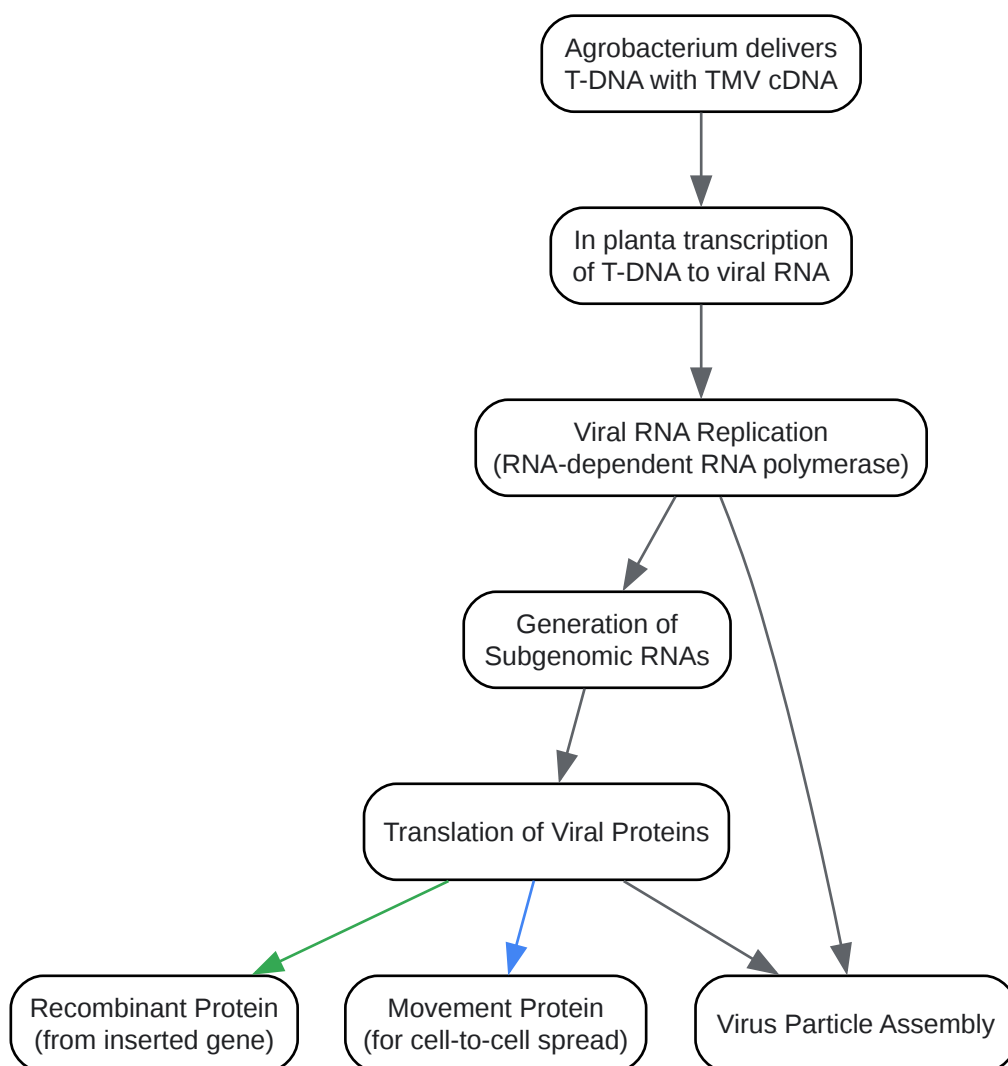 Agrobacterium delivers
T-DNA with TMV cDNA
In planta transcription
of T-DNA to viral RNA
Viral RNA Replication
(RNA-dependent RNA polymerase)
Generation of
Subgenomic RNAs
Translation of Viral Proteins
Recombinant Protein
(from inserted gene)
Movement Protein
(for cell-to-cell spread)
Virus Particle Assembly